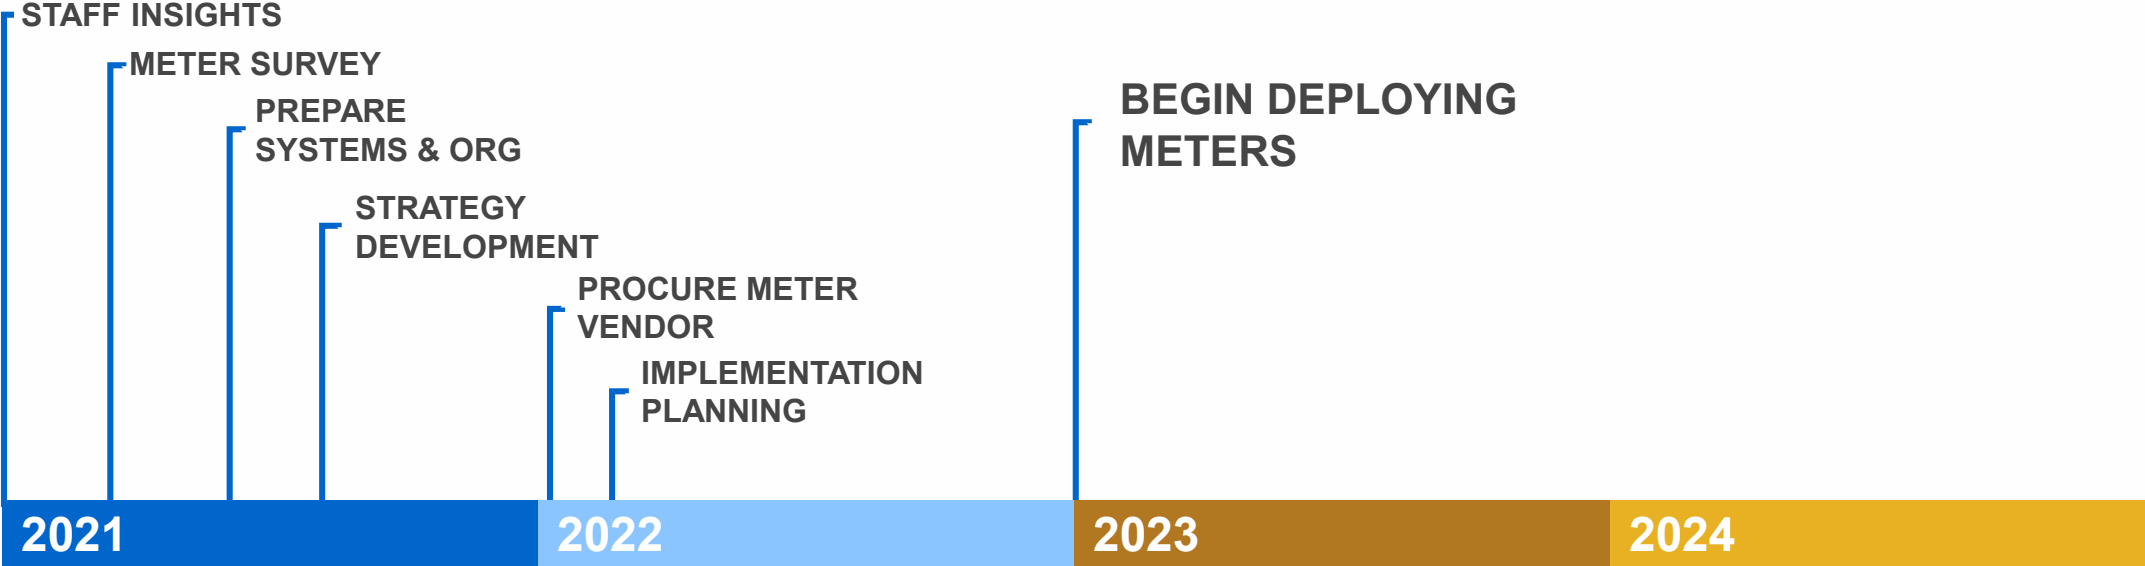 STAFF INSIGHTS
METER SURVEY
PREPARE
SYSTEMS & ORG
STRATEGY
DEVELOPMENT
PROCURE METER
VENDOR
IMPLEMENTATION
PLANNING
BEGIN DEPLOYING
METERS
2021
2022
2023
2024